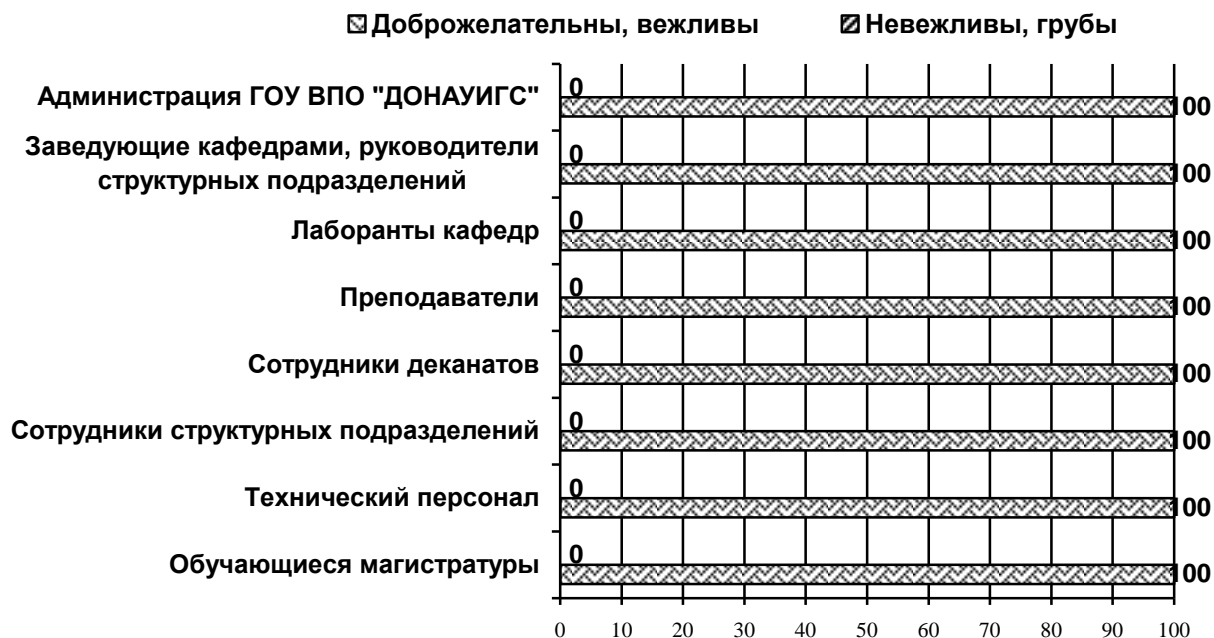 Доброжелательны, вежливы Невежливы, грубы
Администрация ГОУ ВПО "ДОНАУИГС" 0 100
Заведующие кафедрами, руководители
структурных подразделений 0 100
Лаборанты кафедр 0 100
Преподаватели 0 100
Сотрудники деканатов 0 100
Сотрудники структурных подразделений 0 100
Технический персонал 0 100
Обучающиеся магистратуры 0 100
0 10 20 30 40 50 60 70 80 90 100